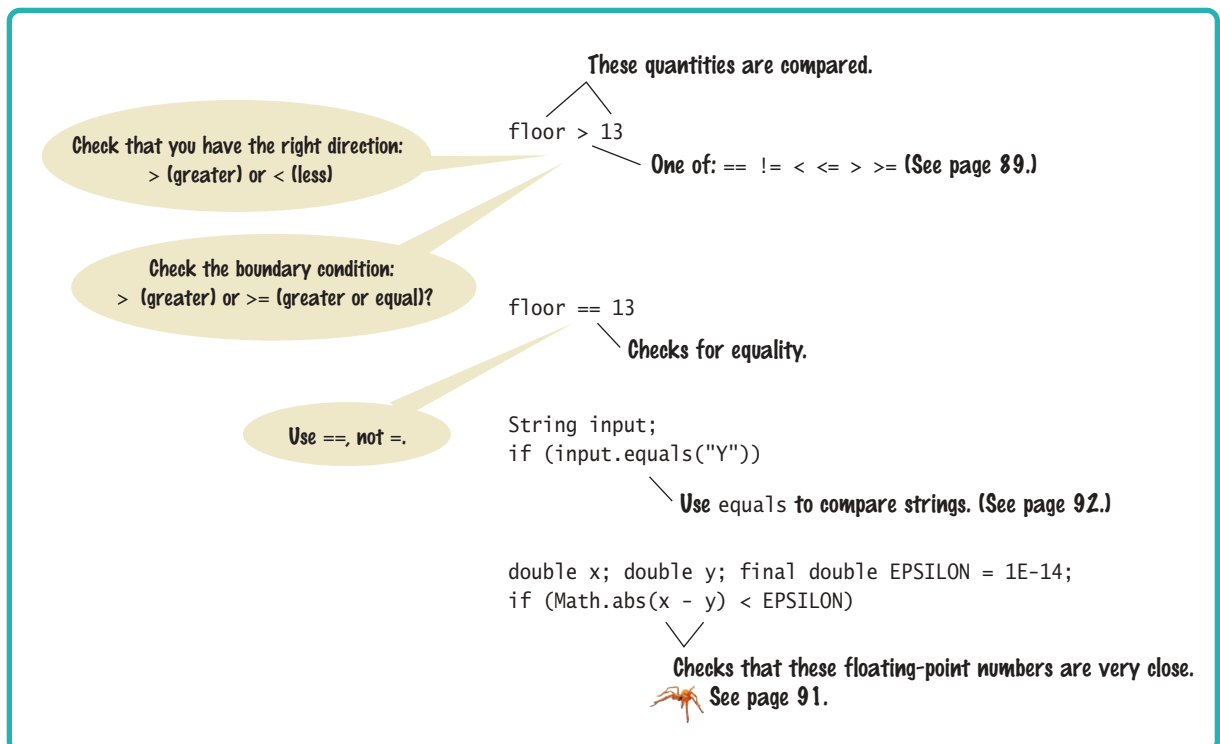 These quantities are compared.
floor > 13
Check that you have the right direction:
> (greater) or < (less)
One of: == != < <= > >= (See page 89.)
Check the boundary condition:
> (greater) or >= (greater or equal)?
floor == 13
Checks for equality.
Use ==, not =.
String input;
if (input.equals("Y"))
Use equals to compare strings. (See page 92.)
double x; double y; final double EPSILON = 1E-14;
if (Math.abs(x - y) < EPSILON)
Checks that these floating-point numbers are very close.
See page 91.